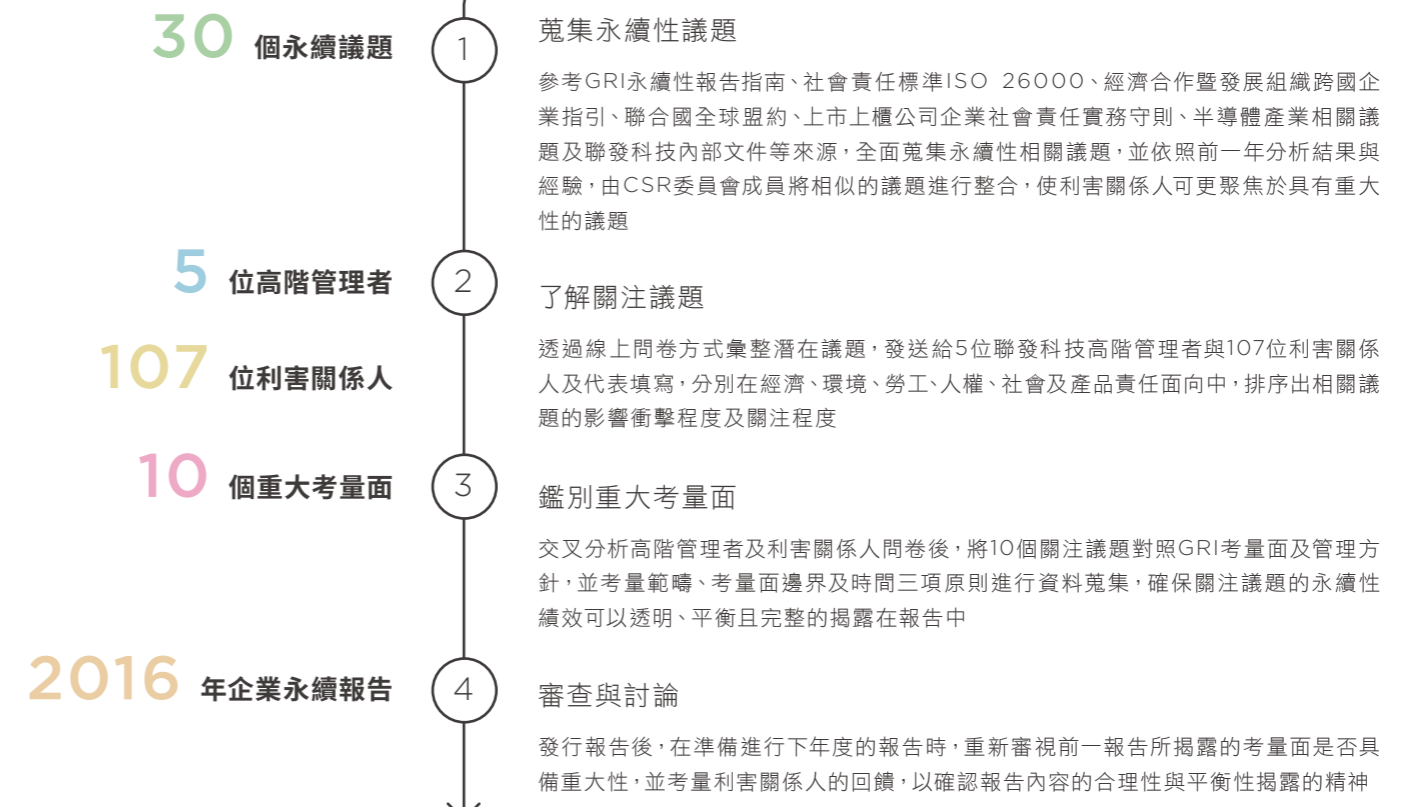 30 個永續議題
1
蒐集永續性議題
參考GRI永續性報告指南、社會責任標準ISO 26000、經濟合作暨發展組織跨國企
業指引、聯合國全球盟約、上市上櫃公司企業社會責任實務守則、半導體產業相關議
題及聯發科技內部文件等來源，全面蒐集永續性相關議題，並依照前一年分析結果與
經驗，由CSR委員會成員將相似的議題進行整合，使利害關係人可更聚焦於具有重大
性的議題
5 位高階管理者
107 位利害關係人
2
了解關注議題
透過線上問卷方式彙整潛在議題，發送給5位聯發科技高階管理者與107位利害關係
人及代表填寫，分別在經濟、環境、勞工、人權、社會及產品責任面向中，排序出相關議
題的影響衝擊程度及關注程度
10 個重大考量面
3
鑑別重大考量面
交叉分析高階管理者及利害關係人問卷後，將10個關注議題對照GRI考量面及管理方
針，並考量範疇、考量面邊界及時間三項原則進行資料蒐集，確保關注議題的永續性
績效可以透明、平衡且完整的揭露在報告中
2016 年企業永續報告
4
審查與討論
發行報告後，在準備進行下年度的報告時，重新審視前一報告所揭露的考量面是否具
備重大性，並考量利害關係人的回饋，以確認報告內容的合理性與平衡性揭露的精神